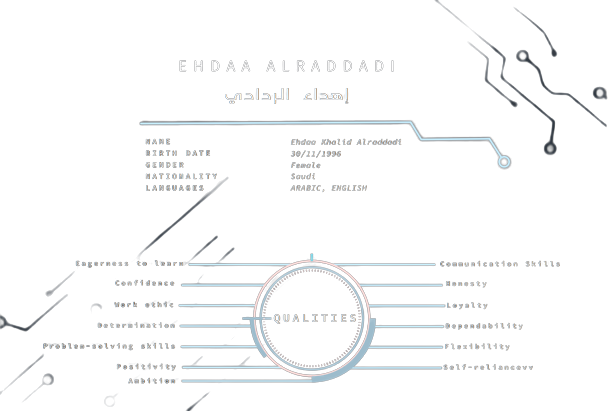 EHDAA ALRADDADI
إهداء الردادي
NAME Ehdaa Khalid Alraddadi
BIRTH DATE 30/11/1996
GENDER Female
NATIONALITY Saudi
LANGUAGES ARABIC, ENGLISH
Eagerness to learn Communication Skills
Confidence Honesty
Work ethic Loyalty
QUALITIES
Determination Dependability
Problem-solving skills Flexibility
Positivity Self-reliancevv
Ambition